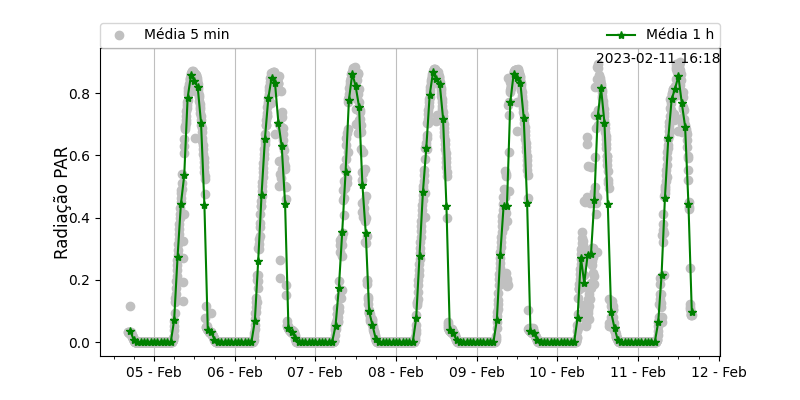 Média 5 min
Média 1 h
2023-02-11 16:18
Radiação PAR
0.8
0.6
0.4
0.2
0.0
05 - Feb
06 - Feb
07 - Feb
08 - Feb
09 - Feb
10 - Feb
11 - Feb
12 - Feb